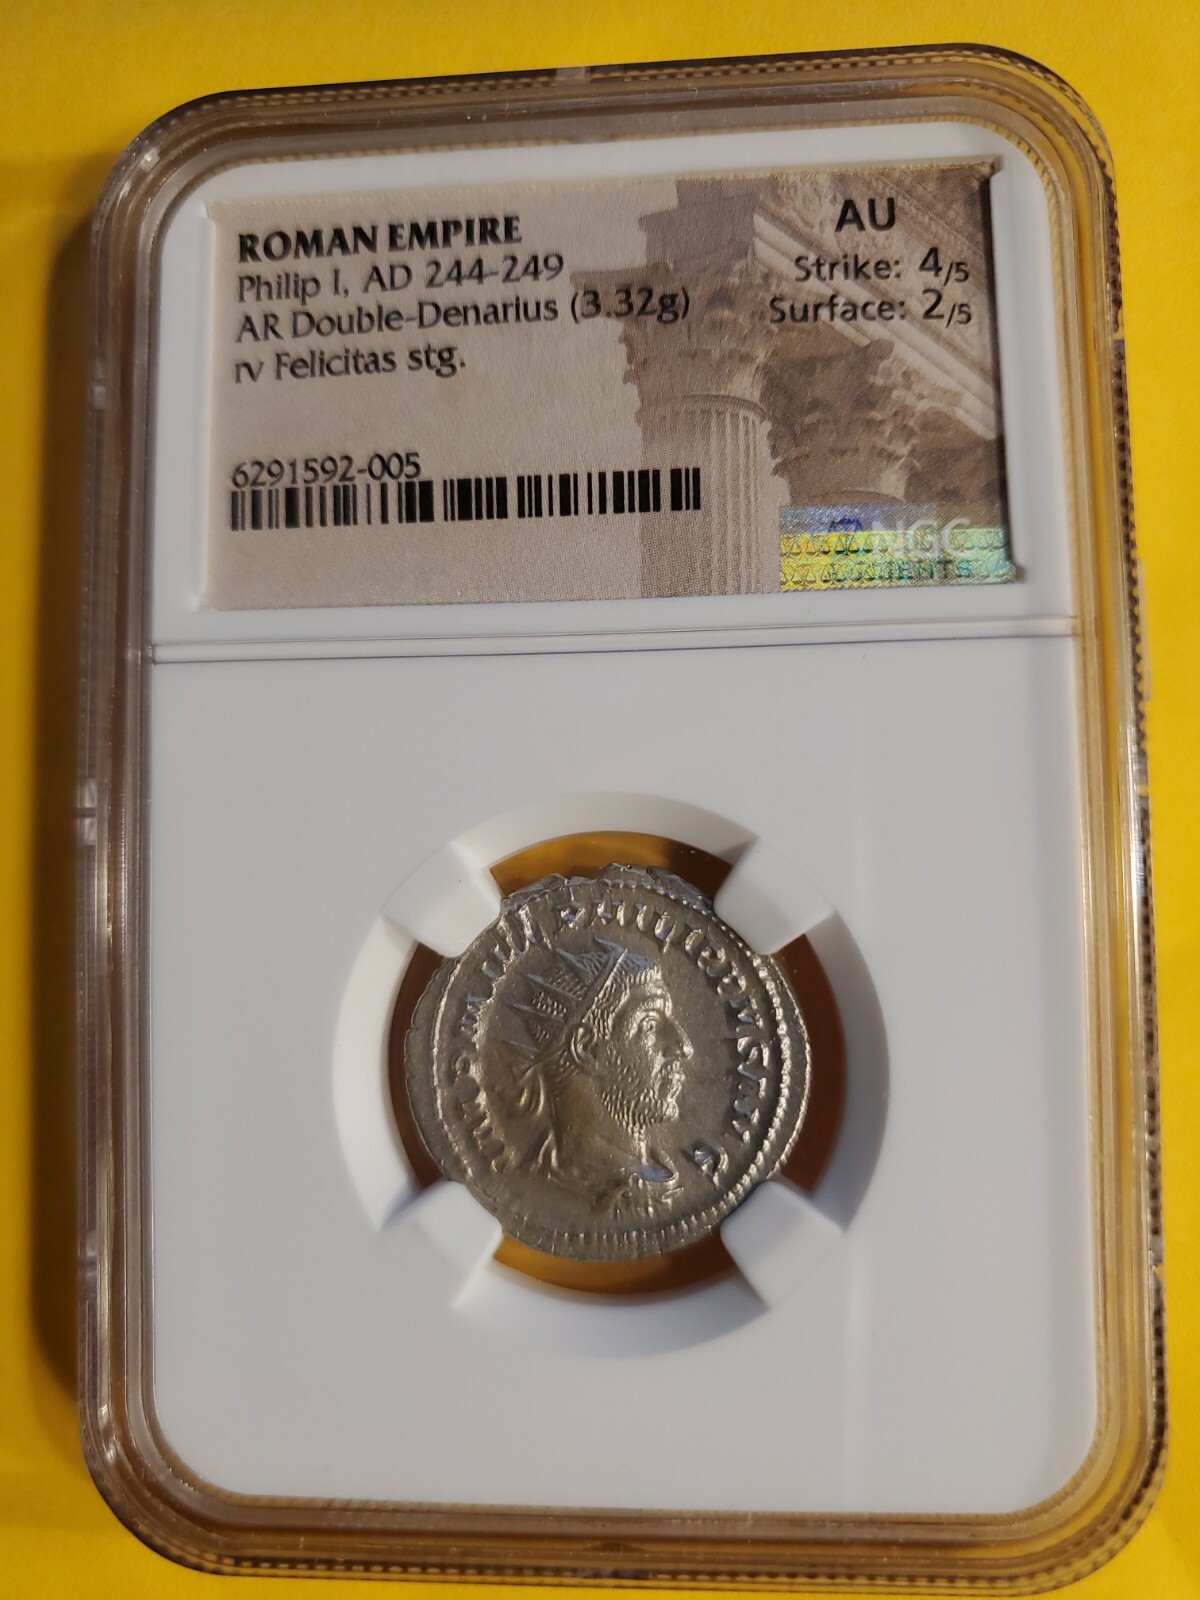 ROMAN EMPIRE
Philip I, AD 244-249
AR Double-Denarius (3.32g)
rv Felicitas stg.
6291592-005
AU
Strike: 4/5
Surface: 2/5
NGC